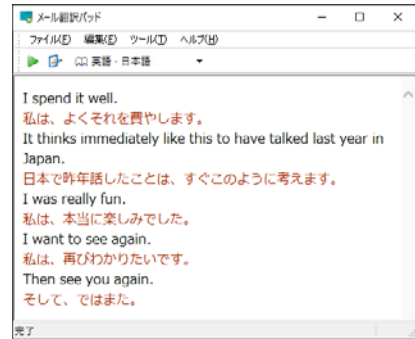 メール翻訳パッド
ファイル(F) 編集(E) ツール(T) ヘルプ(H)
英語 - 日本語
I spend it well.
私は、よくそれを費やします。
It thinks immediately like this to have talked last year in
Japan.
日本で昨年話したことは、すぐこのように考えます。
I was really fun.
私は、本当に楽しみでした。
I want to see again.
私は、再びわかりたいです。
Then see you again.
そして、ではまた。
完了